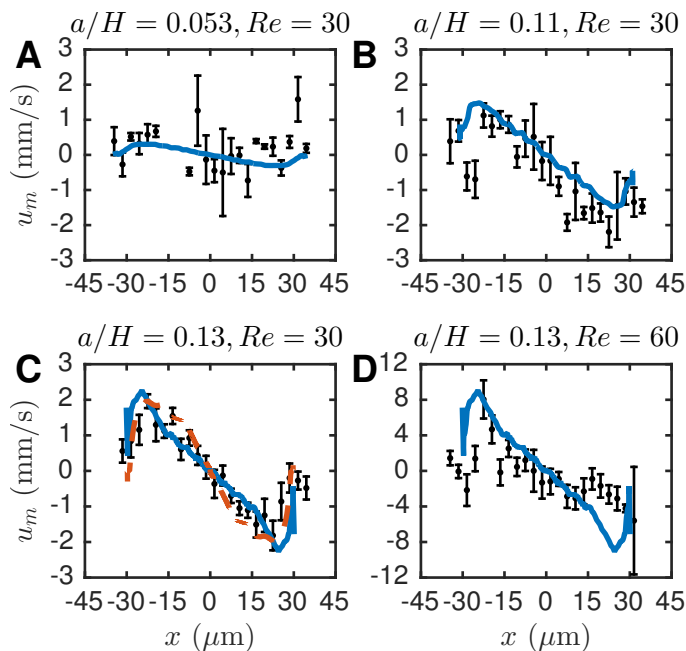 a/H = 0.053, Re = 30
a/H = 0.11, Re = 30
A
B
3
2
1
0
-1
-2
-3
u_m (mm/s)
-45 -30 -15 0 15 30 45
3
2
1
0
-1
-2
-3
-45 -30 -15 0 15 30 45
a/H = 0.13, Re = 30
a/H = 0.13, Re = 60
C
D
3
2
1
0
-1
-2
-3
u_m (mm/s)
-45 -30 -15 0 15 30 45
x (μm)
12
8
4
0
-4
-8
-12
-45 -30 -15 0 15 30 45
x (μm)